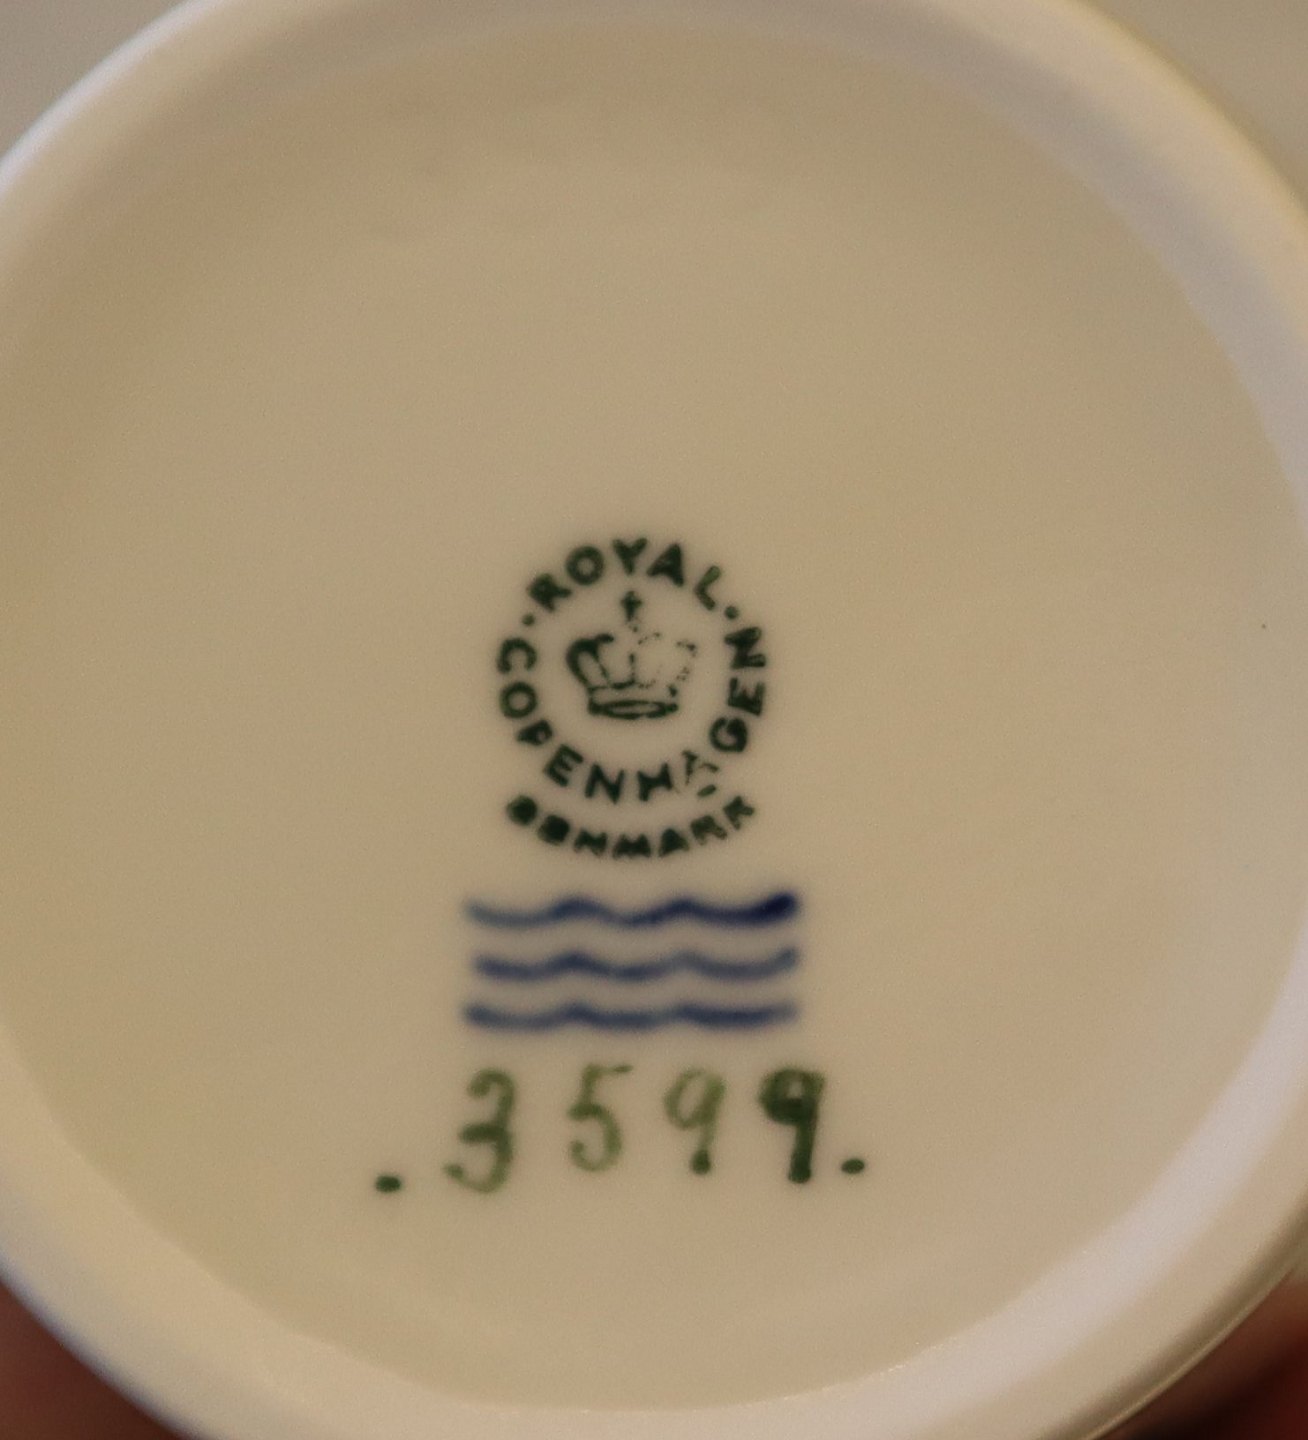 ROYAL
COPENHAGEN
DENMARK
. 3599.